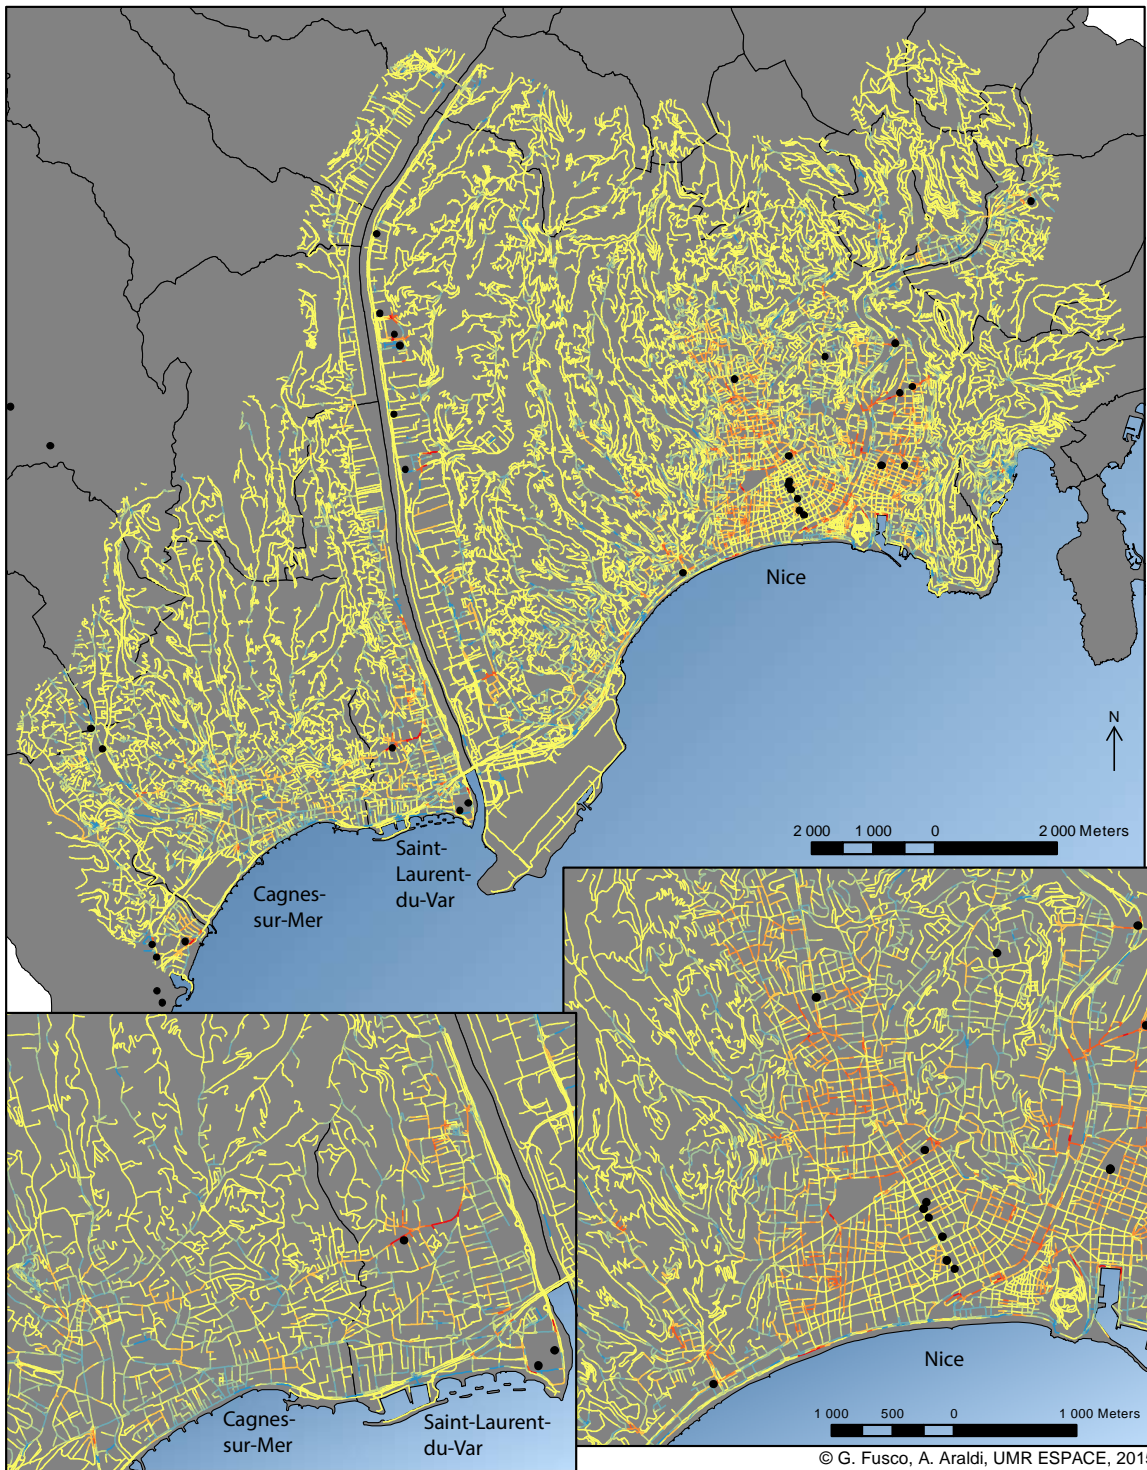 N
Nice
2 000 1 000 0 2 000 Meters
Saint-
Laurent-
du-Var
Cagnes-
sur-Mer
Nice
Cagnes-
sur-Mer
Saint-Laurent-
du-Var
1 000 500 0 1 000 Meters
© G. Fusco, A. Araldi, UMR ESPACE, 201